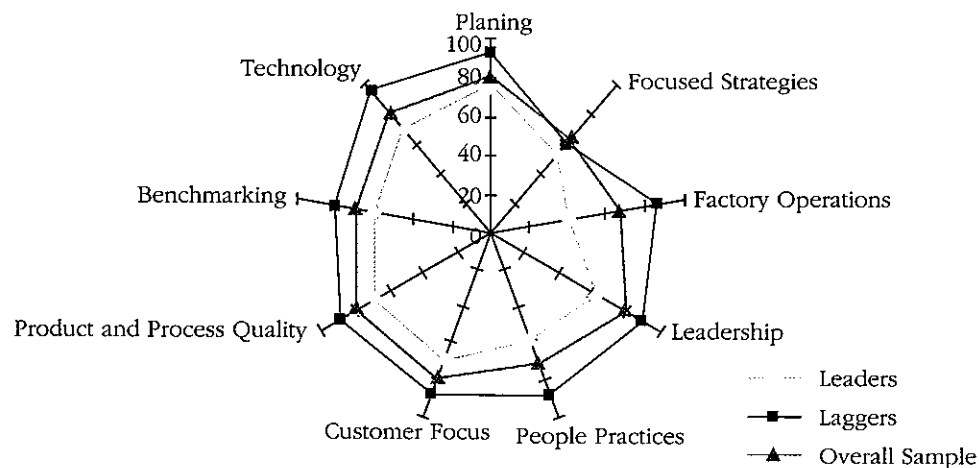 Planing
100
Technology
80
Focused Strategies
60
40
Benchmarking
20
Factory Operations
0
Product and Process Quality
Leadership
Leaders
Customer Focus
People Practices
Laggers
Overall Sample